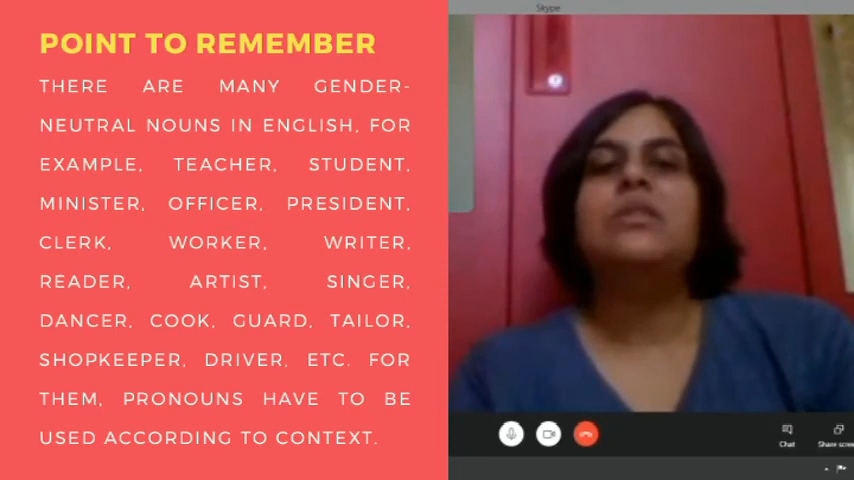 POINT TO REMEMBER
THERE ARE MANY GENDER-
NEUTRAL NOUNS IN ENGLISH, FOR
EXAMPLE, TEACHER, STUDENT,
MINISTER, OFFICER, PRESIDENT,
CLERK, WORKER, WRITER,
READER, ARTIST, SINGER,
DANCER, COOK, GUARD, TAILOR,
SHOPKEEPER, DRIVER, ETC. FOR
THEM, PRONOUNS HAVE TO BE
USED ACCORDING TO CONTEXT.
Skype
Chat
Share scree